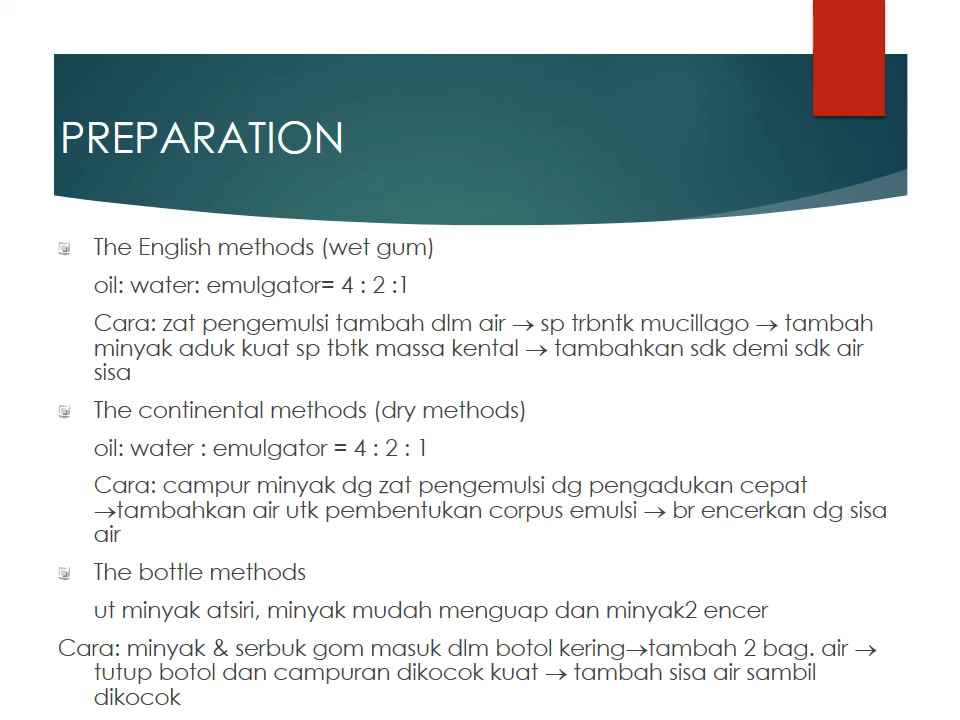 PREPARATION
The English methods (wet gum)
oil: water: emulgator= 4 : 2 :1
Cara: zat pengemulsi tambah dlm air → sp trbntk mucillago → tambah
minyak aduk kuat sp tbtk massa kental → tambahkan sdk demi sdk air
sisa
The continental methods (dry methods)
oil: water : emulgator = 4 : 2 : 1
Cara: campur minyak dg zat pengemulsi dg pengadukan cepat
→tambahkan air utk pembentukan corpus emulsi → br encerkan dg sisa
air
The bottle methods
ut minyak atsiri, minyak mudah menguap dan minyak2 encer
Cara: minyak & serbuk gom masuk dlm botol kering→tambah 2 bag. air →
tutup botol dan campuran dikocok kuat → tambah sisa air sambil
dikocok